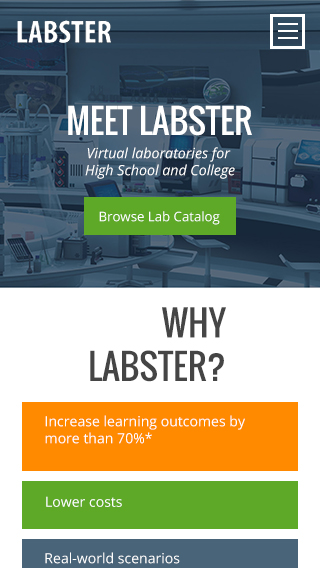 LABSTER
MEET LABSTER
Virtual laboratories for
High School and College
Browse Lab Catalog
WHY
LABSTER?
Increase learning outcomes by
more than 70%*
Lower costs
Real-world scenarios